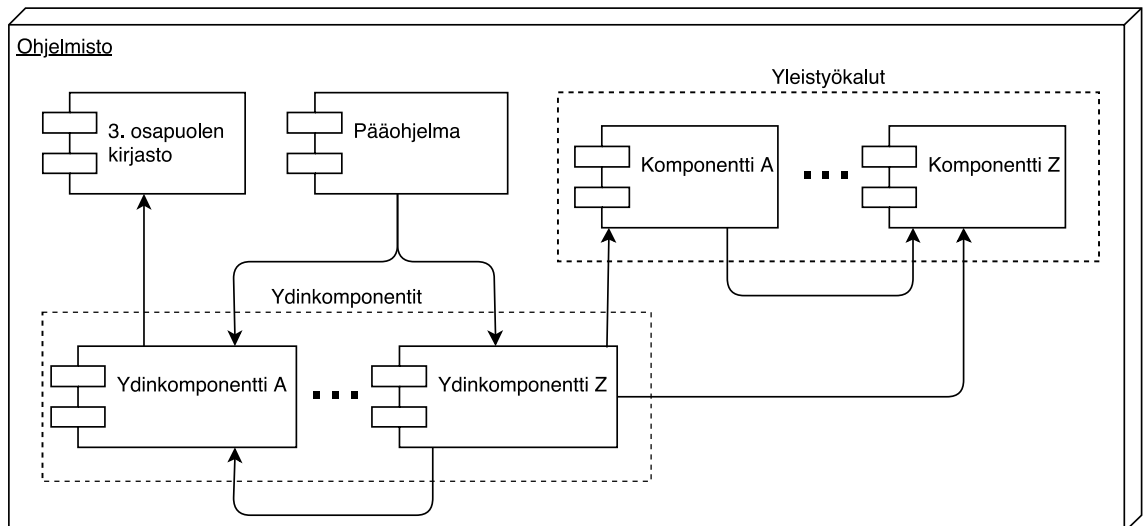 Ohjelmisto
Yleistyökalut
3. osapuolen
kirjasto
Pääohjelma
Komponentti A
Komponentti Z
Ydinkomponentit
Ydinkomponentti A
Ydinkomponentti Z